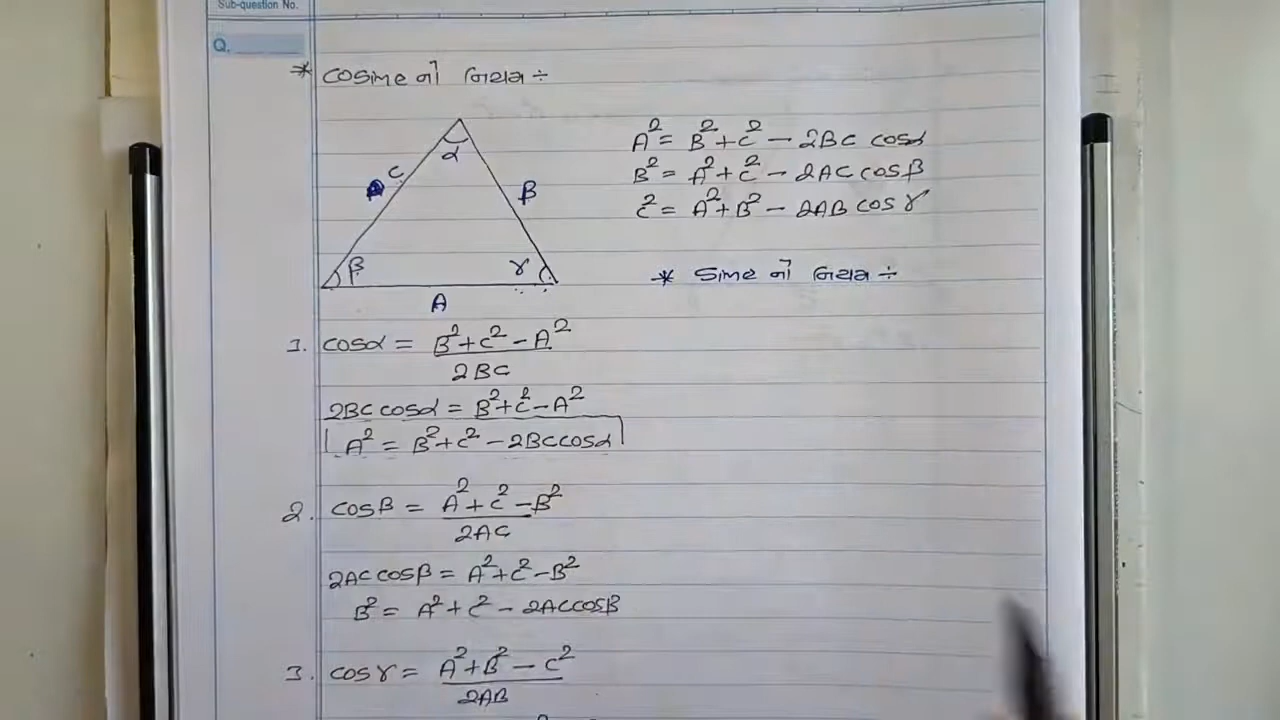 Sub-question No.
Q.
* cosine નો નિયમ ÷
α
C
B
β
γ
A
A² = B² + C² − 2BC cosα
B² = A² + C² − 2AC cosβ
C² = A² + B² − 2AB cosγ
* sine નો નિયમ ÷
1. cosα = B² + C² − A² / 2BC
2BC cosα = B² + C² − A²
A² = B² + C² − 2BC cosα
2. cosβ = A² + C² − B² / 2AC
2AC cosβ = A² + C² − B²
B² = A² + C² − 2AC cosβ
3. cosγ = A² + B² − C² / 2AB